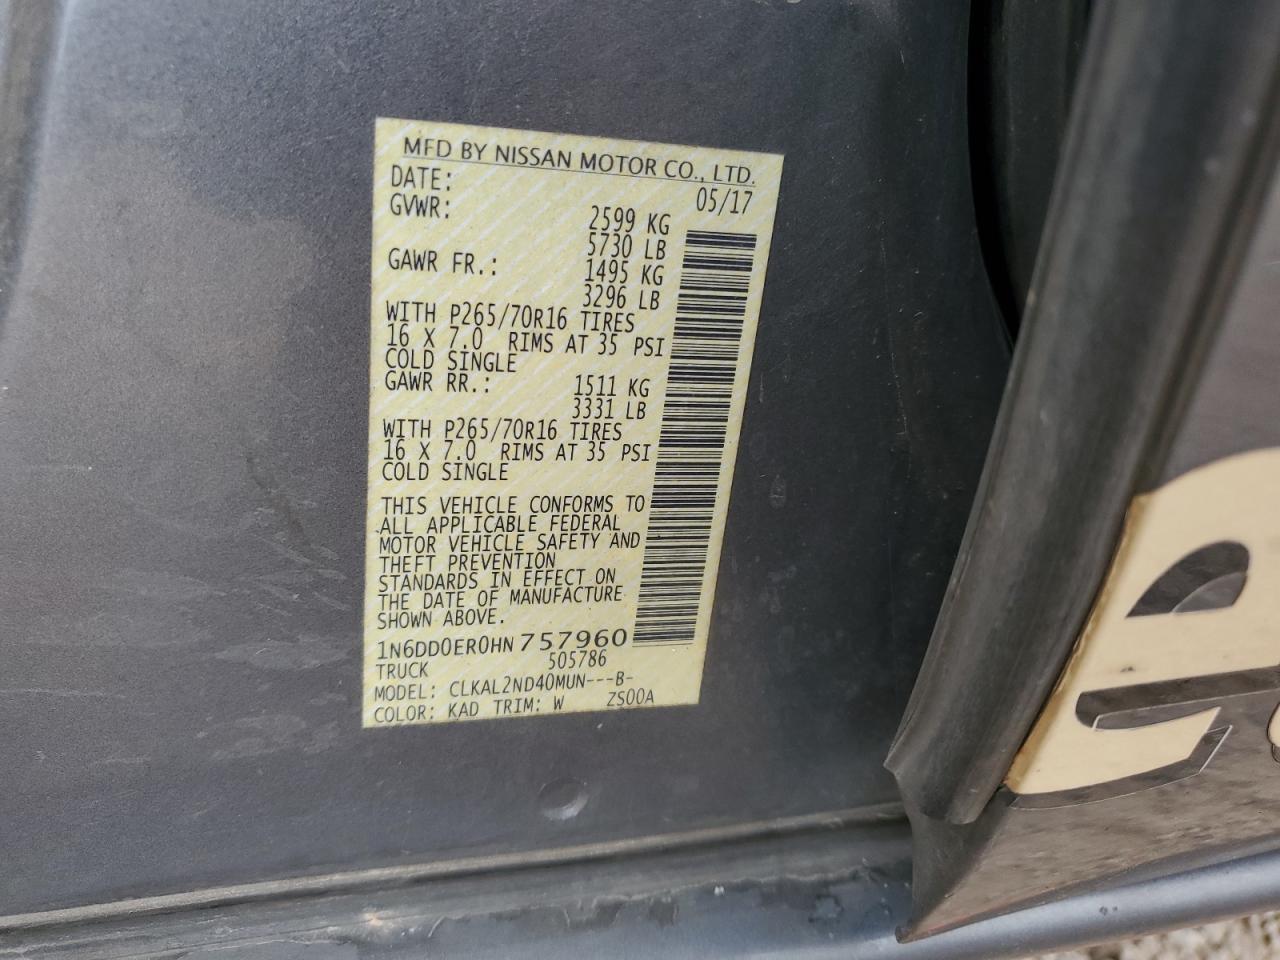 MFD BY NISSAN MOTOR CO., LTD.
DATE: 05/17
GVWR: 2599 KG
5730 LB
GAWR FR.: 1495 KG
3296 LB
WITH P265/70R16 TIRES
16 X 7.0 RIMS AT 35 PSI
COLD SINGLE
GAWR RR.: 1511 KG
3331 LB
WITH P265/70R16 TIRES
16 X 7.0 RIMS AT 35 PSI
COLD SINGLE
THIS VEHICLE CONFORMS TO
ALL APPLICABLE FEDERAL
MOTOR VEHICLE SAFETY AND
THEFT PREVENTION
STANDARDS IN EFFECT ON
THE DATE OF MANUFACTURE
SHOWN ABOVE.
1N6DD0ER0HN 757960
TRUCK 505786
MODEL: CLKAL2ND40MUN---B-
COLOR: KAD TRIM: W ZS00A